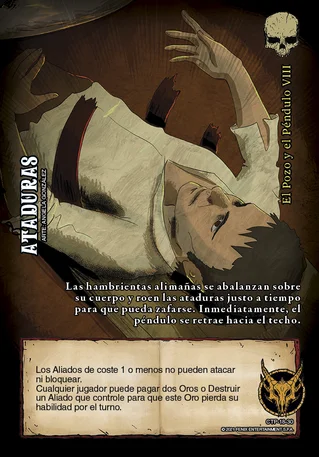 El Pozo y el Péndulo VIII
ATADURAS
ARTE: ANGELA GONZALEZ
Las hambrientas alimañas se abalanzan sobre
su cuerpo y roen las ataduras justo a tiempo
para que pueda zafarse. Inmediatamente, el
péndulo se retrae hacia el techo.
Los Aliados de coste 1 o menos no pueden atacar
ni bloquear.
Cualquier jugador puede pagar dos Oros o Destruir
un Aliado que controle para que este Oro pierda su
habilidad por el turno.
© 2021 FENIX ENTERTAINMENT S.P.A.